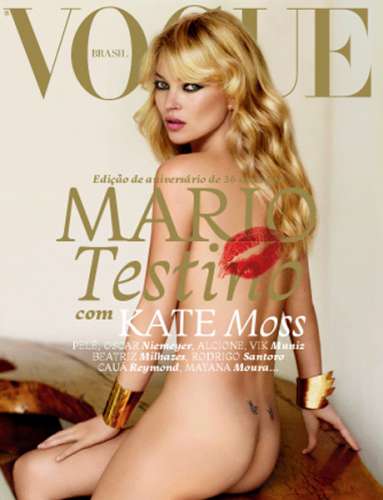 VOGUE
BRASIL
Edição de aniversário de 36 anos
MARIO
Testino
com KATE Moss
PELÉ, OSCAR Niemeyer, ALCIONE, VIK Muniz
BEATRIZ Milhazes, RODRIGO Santoro
CAUÃ Reymond, MAYANA Moura...